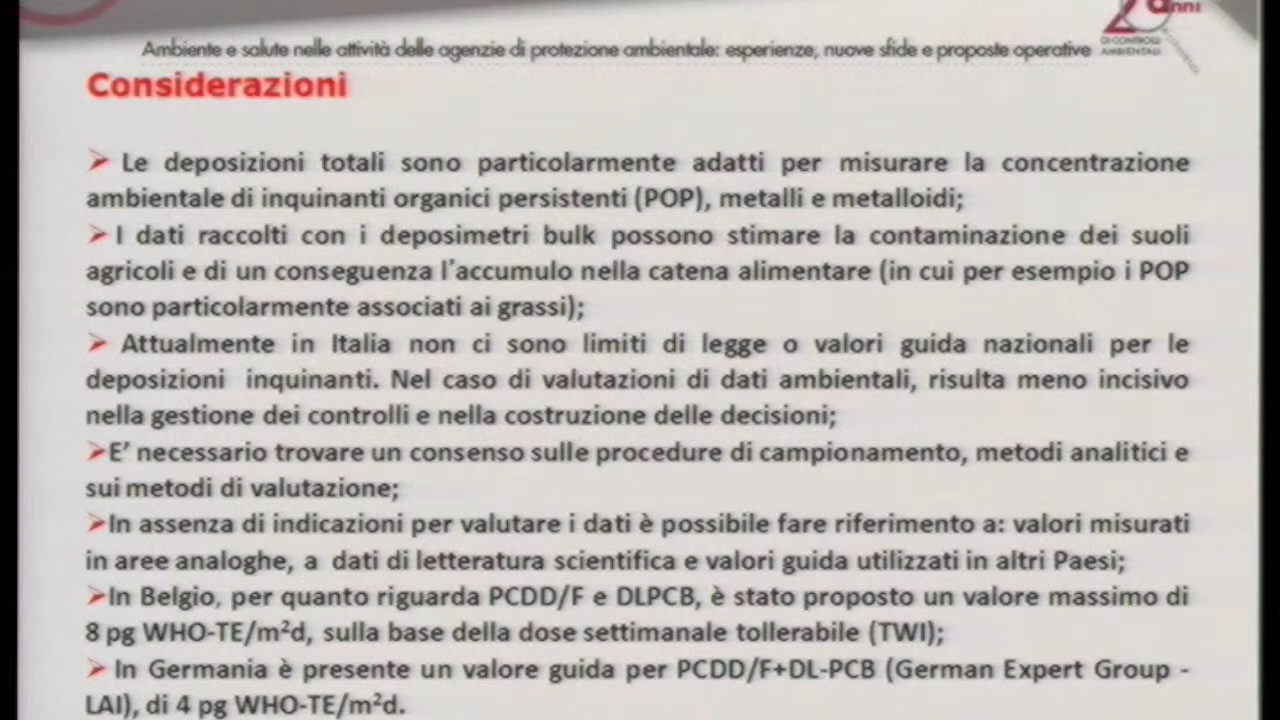 20 anni
DI CONTROLLI
AMBIENTALI
Ambiente e salute nelle attività delle agenzie di protezione ambientale: esperienze, nuove sfide e proposte operative
Considerazioni
➢ Le deposizioni totali sono particolarmente adatti per misurare la concentrazione
ambientale di inquinanti organici persistenti (POP), metalli e metalloidi;
➢ I dati raccolti con i deposimetri bulk possono stimare la contaminazione dei suoli
agricoli e di un conseguenza l'accumulo nella catena alimentare (in cui per esempio i POP
sono particolarmente associati ai grassi);
➢ Attualmente in Italia non ci sono limiti di legge o valori guida nazionali per le
deposizioni inquinanti. Nel caso di valutazioni di dati ambientali, risulta meno incisivo
nella gestione dei controlli e nella costruzione delle decisioni;
➢E' necessario trovare un consenso sulle procedure di campionamento, metodi analitici e
sui metodi di valutazione;
➢In assenza di indicazioni per valutare i dati è possibile fare riferimento a: valori misurati
in aree analoghe, a dati di letteratura scientifica e valori guida utilizzati in altri Paesi;
➢In Belgio, per quanto riguarda PCDD/F e DLPCB, è stato proposto un valore massimo di
8 pg WHO-TE/m²d, sulla base della dose settimanale tollerabile (TWI);
➢ In Germania è presente un valore guida per PCDD/F+DL-PCB (German Expert Group -
LAI), di 4 pg WHO-TE/m²d.